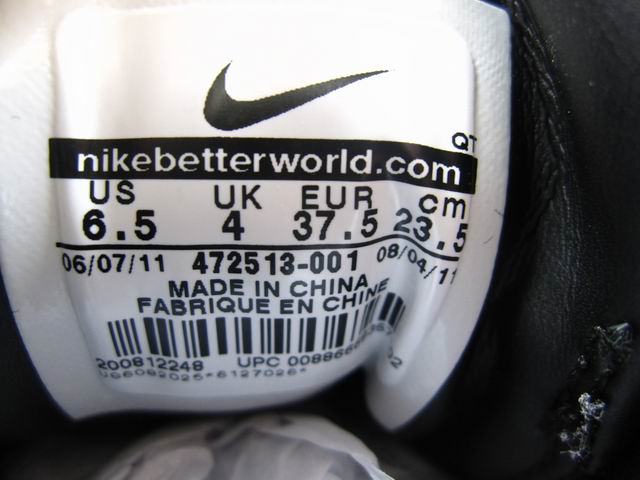 QT
nikebetterworld.com
US UK EUR cm
6.5 4 37.5 23.5
06/07/11 472513-001 08/04/11
MADE IN CHINA
FABRIQUE EN CHINE
200812248 UPC